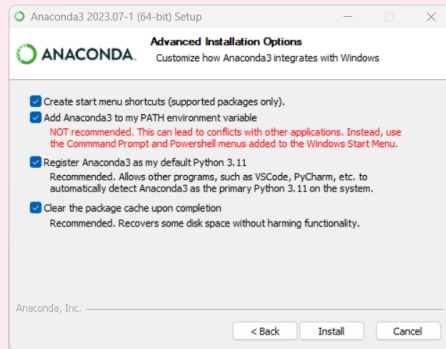 Anaconda3 2023.07-1 (64-bit) Setup
ANACONDA.
Advanced Installation Options
Customize how Anaconda3 integrates with Windows
Create start menu shortcuts (supported packages only).
Add Anaconda3 to my PATH environment variable
NOT recommended. This can lead to conflicts with other applications. Instead, use
the Commmand Prompt and Powershell menus added to the Windows Start Menu.
Register Anaconda3 as my default Python 3.11
Recommended. Allows other programs, such as VSCode, PyCharm, etc. to
automatically detect Anaconda3 as the primary Python 3.11 on the system.
Clear the package cache upon completion
Recommended. Recovers some disk space without harming functionality.
Anaconda, Inc.
< Back
Install
Cancel